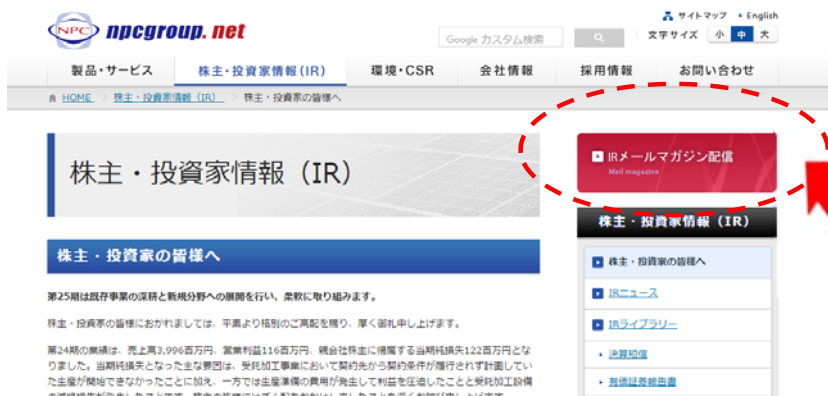 サイトマップ English
NPC npcgroup.net
Google カスタム検索
文字サイズ 小 中 大
製品・サービス 株主・投資家情報(IR) 環境・CSR 会社情報 採用情報 お問い合わせ
HOME > 株主・投資家情報(IR) > 株主・投資家の皆様へ
IRメールマガジン配信
Mail magazine
株主・投資家情報(IR)
株主・投資家情報(IR)
株主・投資家の皆様へ
株主・投資家の皆様へ
第25期は既存事業の深耕と新規分野への展開を行い、柔軟に取り組みます。
IRニュース
株主・投資家の皆様におかれましては、平素より格別のご高配を賜り、厚く御礼申し上げます。
IRライブラリー
第24期の業績は、売上高3,996百万円、営業利益116百万円、親会社株主に帰属する当期純損失122百万円とな
りました。当期純損失となった主な要因は、受託加工事業において契約先から契約条件が履行されず計画してい
た生産が開始できなかったことに加え、一方では生産準備の費用が発生して利益を圧迫したことと受託加工設備
決算短信
有価証券報告書